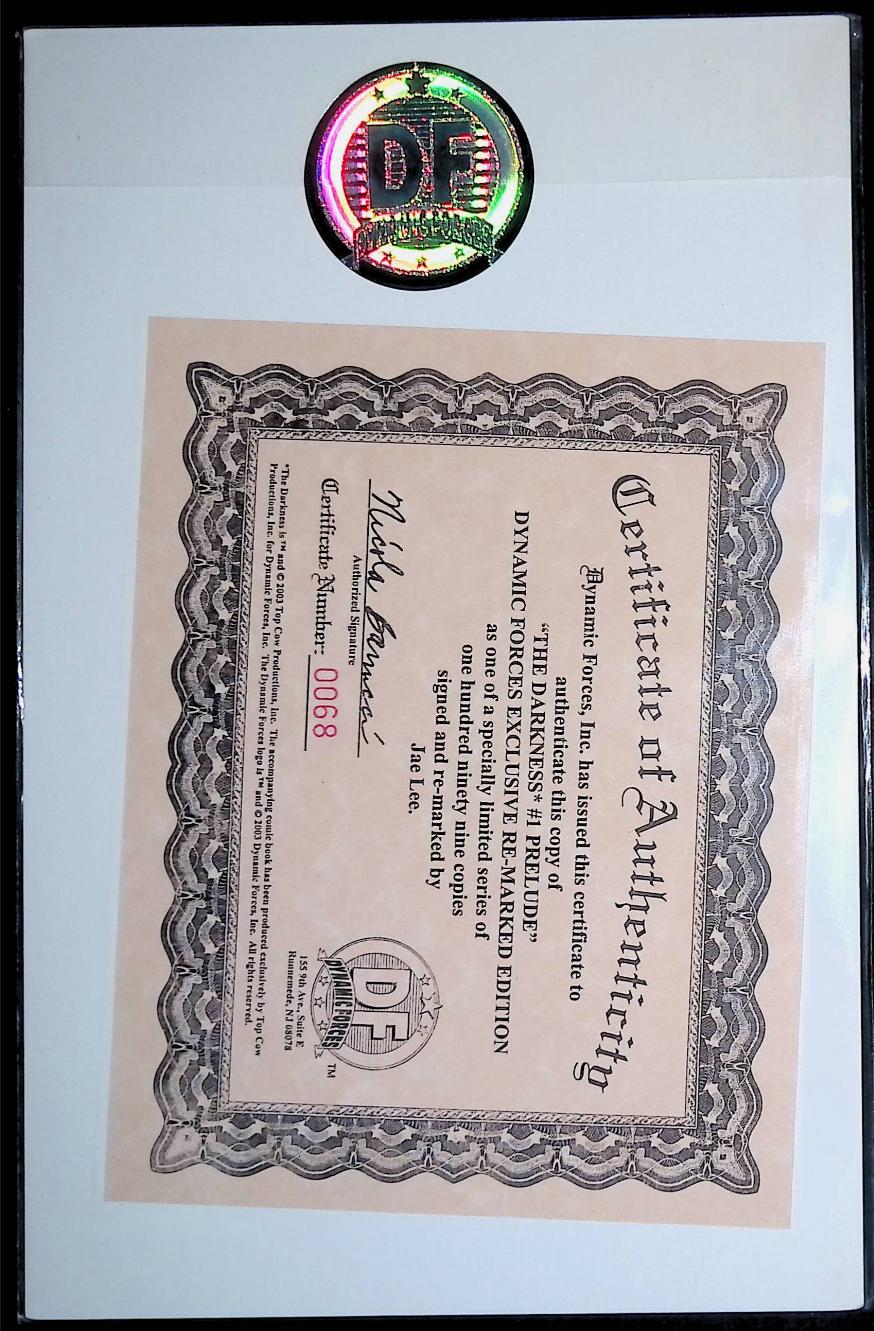 DF
DYNAMIC FORCES
Certificate of Authenticity
Dynamic Forces, Inc. has issued this certificate to
authenticate this copy of
“THE DARKNESS* #1 PRELUDE”
DYNAMIC FORCES EXCLUSIVE RE-MARKED EDITION
as one of a specially limited series of
one hundred ninety nine copies
signed and re-marked by
Jae Lee.
Authorized Signature
Certificate Number: 0068
DF
DYNAMIC FORCES
TM
155 9th Ave., Suite E
Runnemede, NJ 08078
*The Darkness is ™ and © 2003 Top Cow Productions, Inc. The accompanying comic book has been produced exclusively by Top Cow
Productions, Inc. for Dynamic Forces, Inc. The Dynamic Forces logo is ™ and © 2003 Dynamic Forces, Inc. All rights reserved.